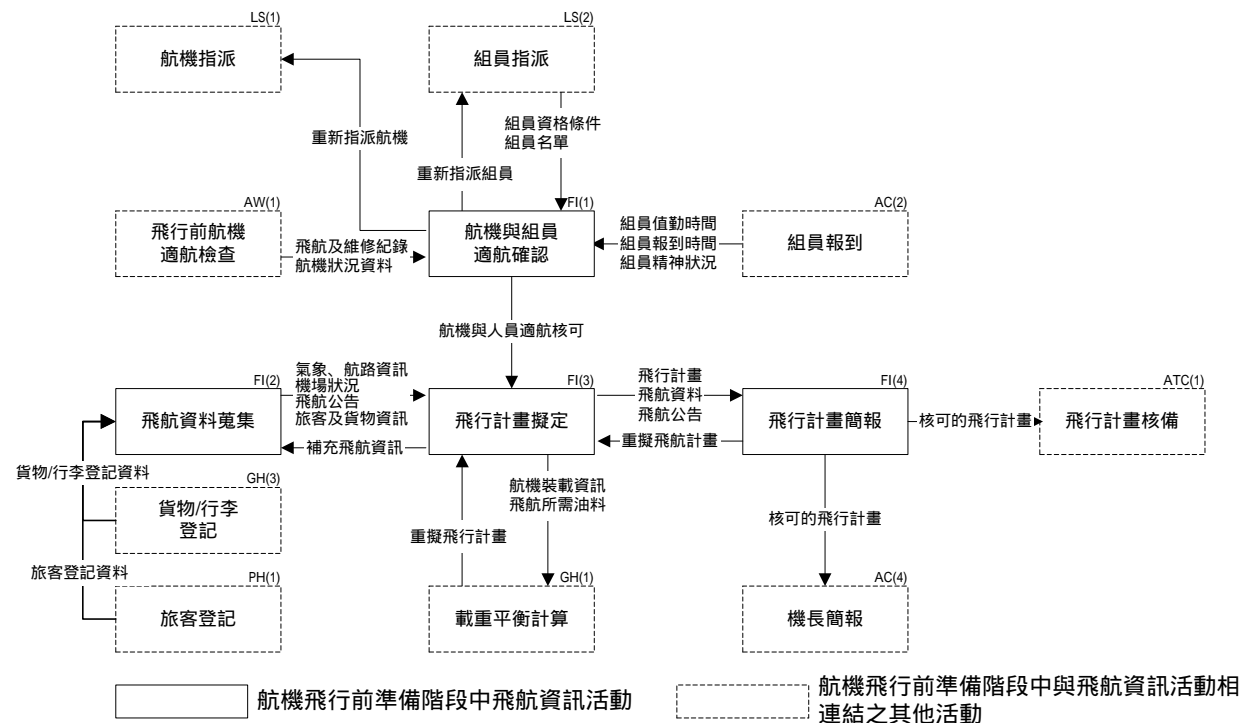 LS(1)
航機指派
LS(2)
組員指派
重新指派航機
組員資格條件
組員名單
重新指派組員
AW(1)
飛行前航機
適航檢查
飛航及維修紀錄
航機狀況資料
FI(1)
航機與組員
適航確認
組員值勤時間
組員報到時間
組員精神狀況
AC(2)
組員報到
航機與人員適航核可
FI(2)
飛航資料蒐集
氣象、航路資訊
機場狀況
飛航公告
旅客及貨物資訊
補充飛航資訊
FI(3)
飛行計畫擬定
飛行計畫
飛航資料
飛航公告
重擬飛航計畫
FI(4)
飛行計畫簡報
核可的飛行計畫
ATC(1)
飛行計畫核備
貨物/行李登記資料
GH(3)
貨物/行李
登記
航機裝載資訊
飛航所需油料
重擬飛行計畫
核可的飛行計畫
旅客登記資料
PH(1)
旅客登記
GH(1)
載重平衡計算
AC(4)
機長簡報
航機飛行前準備階段中飛航資訊活動
航機飛行前準備階段中與飛航資訊活動相
連結之其他活動